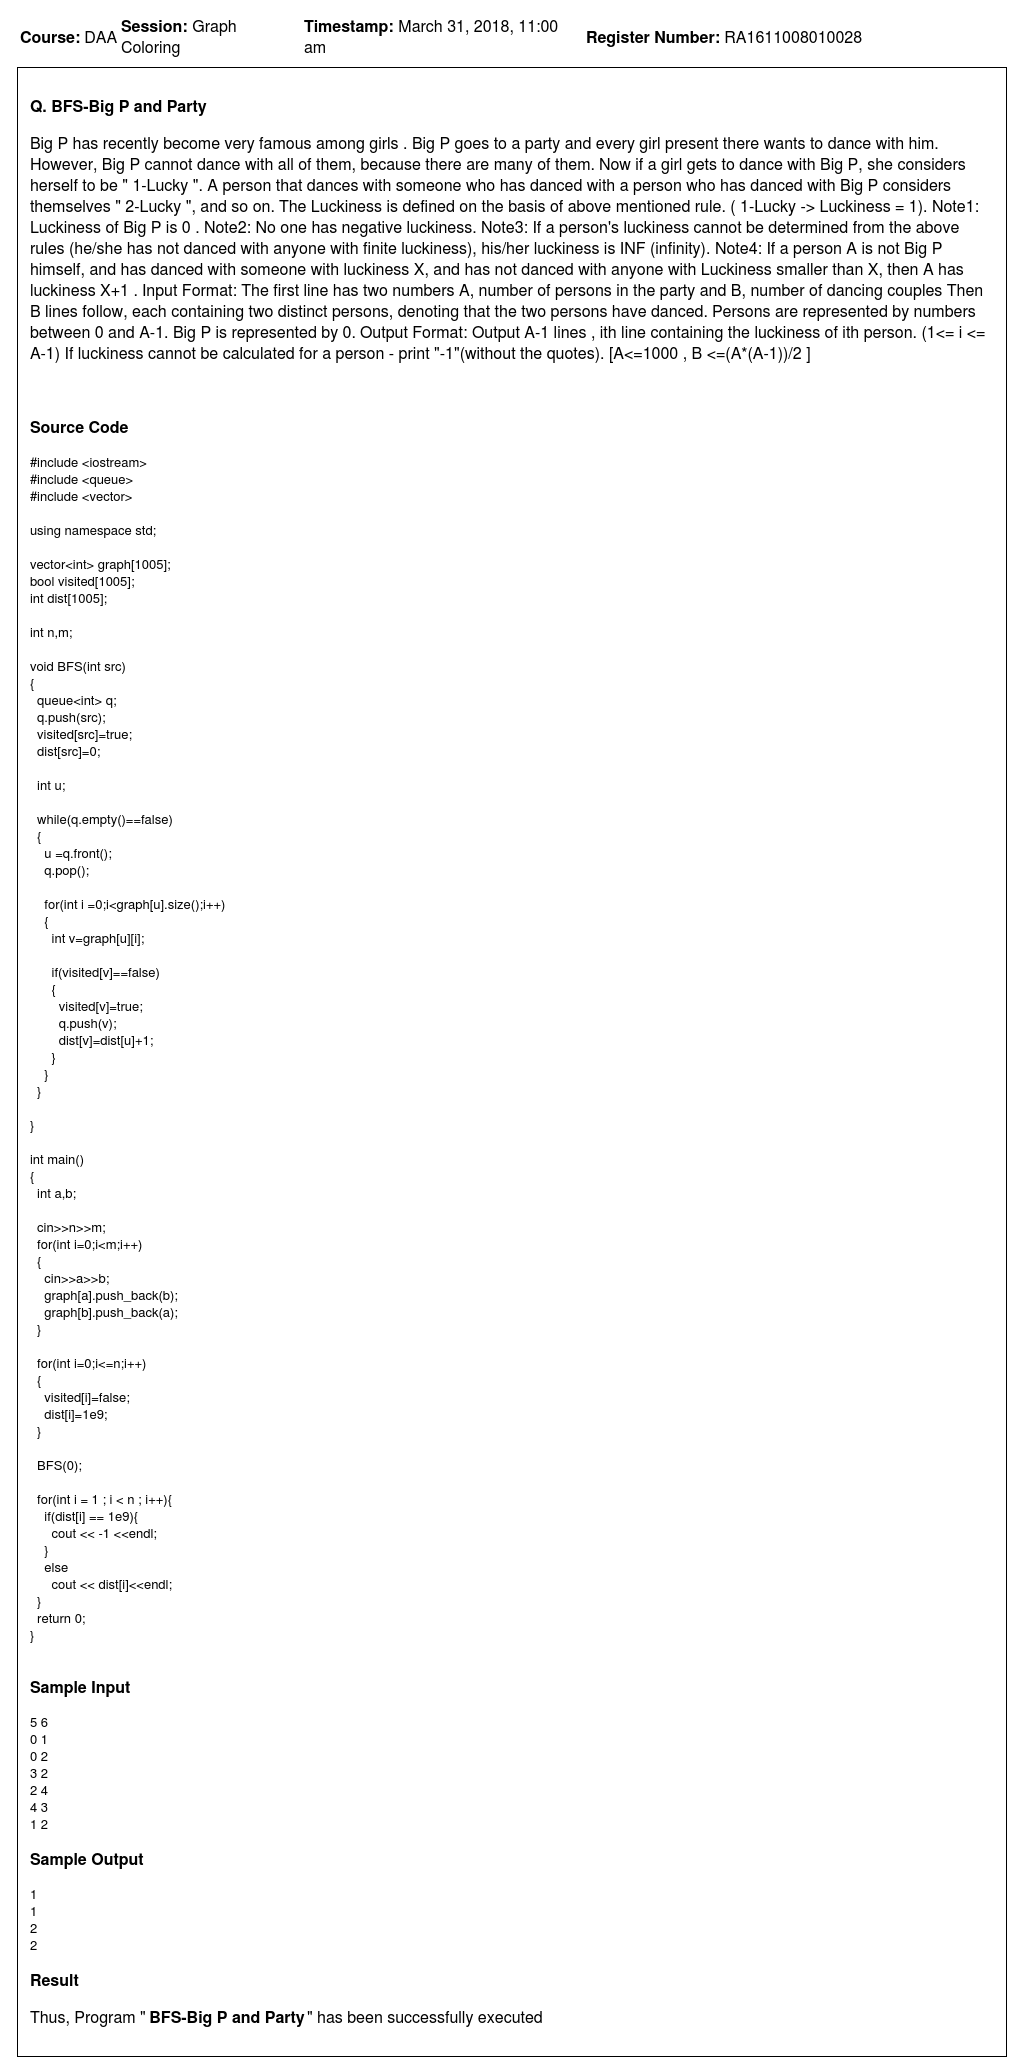 Course: DAA Session: Graph Coloring Timestamp: March 31, 2018, 11:00 am Register Number: RA1611008010028
Q. BFS-Big P and Party
Big P has recently become very famous among girls . Big P goes to a party and every girl present there wants to dance with him.
However, Big P cannot dance with all of them, because there are many of them. Now if a girl gets to dance with Big P, she considers
herself to be " 1-Lucky ". A person that dances with someone who has danced with a person who has danced with Big P considers
themselves " 2-Lucky ", and so on. The Luckiness is defined on the basis of above mentioned rule. ( 1-Lucky -> Luckiness = 1). Note1:
Luckiness of Big P is 0 . Note2: No one has negative luckiness. Note3: If a person's luckiness cannot be determined from the above
rules (he/she has not danced with anyone with finite luckiness), his/her luckiness is INF (infinity). Note4: If a person A is not Big P
himself, and has danced with someone with luckiness X, and has not danced with anyone with Luckiness smaller than X, then A has
luckiness X+1 . Input Format: The first line has two numbers A, number of persons in the party and B, number of dancing couples Then
B lines follow, each containing two distinct persons, denoting that the two persons have danced. Persons are represented by numbers
between 0 and A-1. Big P is represented by 0. Output Format: Output A-1 lines , ith line containing the luckiness of ith person. (1<= i <=
A-1) If luckiness cannot be calculated for a person - print "-1"(without the quotes). [A<=1000 , B <=(A*(A-1))/2 ]
Source Code
#include <iostream>
#include <queue>
#include <vector>
using namespace std;
vector<int> graph[1005];
bool visited[1005];
int dist[1005];
int n,m;
void BFS(int src)
{
queue<int> q;
q.push(src);
visited[src]=true;
dist[src]=0;
int u;
while(q.empty()==false)
{
u =q.front();
q.pop();
for(int i =0;i<graph[u].size();i++)
{
int v=graph[u][i];
if(visited[v]==false)
{
visited[v]=true;
q.push(v);
dist[v]=dist[u]+1;
}
}
}
}
int main()
{
int a,b;
cin>>n>>m;
for(int i=0;i<m;i++)
{
cin>>a>>b;
graph[a].push_back(b);
graph[b].push_back(a);
}
for(int i=0;i<=n;i++)
{
visited[i]=false;
dist[i]=1e9;
}
BFS(0);
for(int i = 1 ; i < n ; i++){
if(dist[i] == 1e9){
cout << -1 <<endl;
}
else
cout << dist[i]<<endl;
}
return 0;
}
Sample Input
5 6
0 1
0 2
3 2
2 4
4 3
1 2
Sample Output
1
1
2
2
Result
Thus, Program " BFS-Big P and Party " has been successfully executed